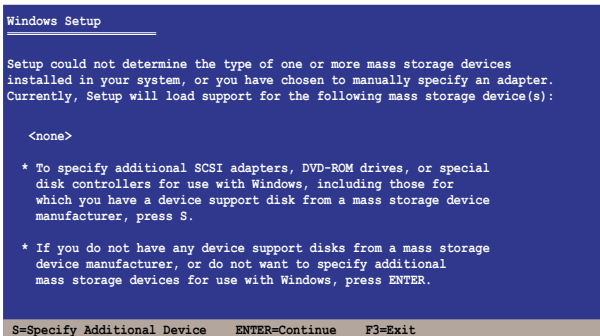 Windows Setup
Setup could not determine the type of one or more mass storage devices
installed in your system, or you have chosen to manually specify an adapter.
Currently, Setup will load support for the following mass storage device(s):
<none>
* To specify additional SCSI adapters, DVD-ROM drives, or special
disk controllers for use with Windows, including those for
which you have a device support disk from a mass storage device
manufacturer, press S.
* If you do not have any device support disks from a mass storage
device manufacturer, or do not want to specify additional
mass storage devices for use with Windows, press ENTER.
S=Specify Additional Device ENTER=Continue F3=Exit